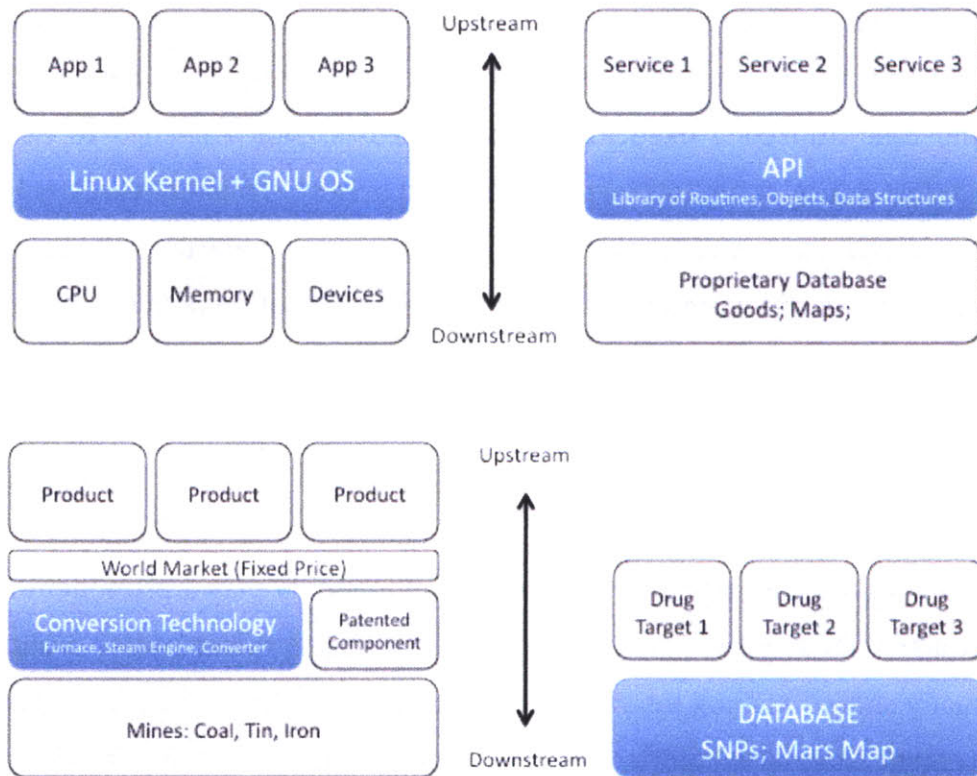 Upstream
App 1
App 2
App 3
Service 1
Service 2
Service 3
Linux Kernel + GNU OS
API
Library of Routines, Objects, Data Structures
CPU
Memory
Devices
Proprietary Database
Goods; Maps;
Downstream
Upstream
Product
Product
Product
World Market (Fixed Price)
Conversion Technology
Furnace, Steam Engine, Converter
Patented
Component
Drug
Target 1
Drug
Target 2
Drug
Target 3
Mines: Coal, Tin, Iron
DATABASE
SNPs; Mars Map
Downstream